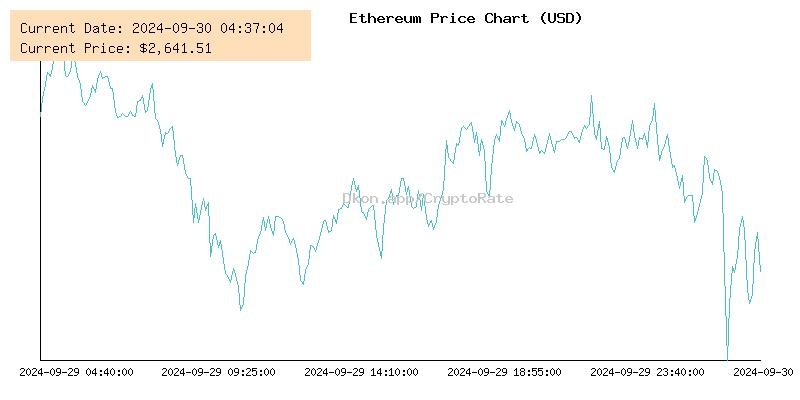 Ethereum Price Chart (USD)
Current Date: 2024-09-30 04:37:04
Current Price: $2,641.51
Dkon.app/CryptoRate
2024-09-29 04:40:00 2024-09-29 09:25:00 2024-09-29 14:10:00 2024-09-29 18:55:00 2024-09-29 23:40:00 2024-09-30